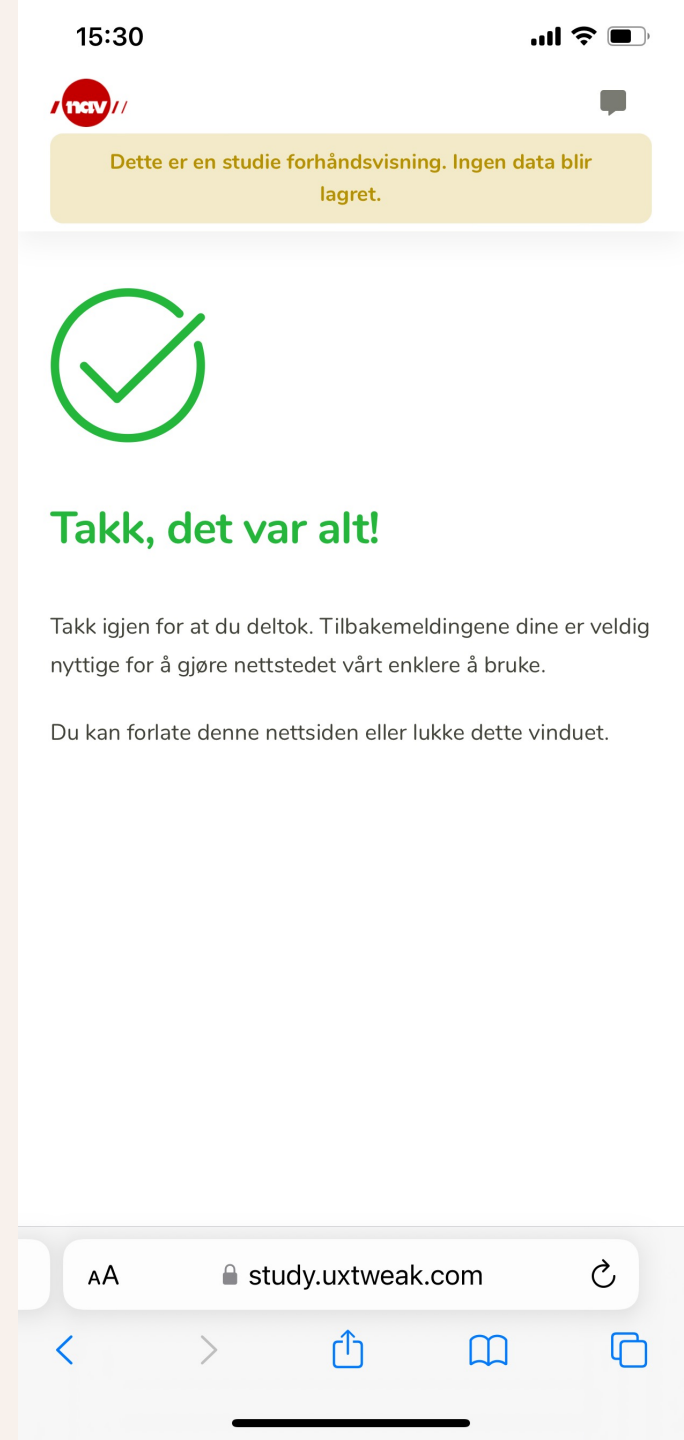 15:30
nav
Dette er en studie forhåndsvisning. Ingen data blir
lagret.
Takk, det var alt!
Takk igjen for at du deltok. Tilbakemeldingene dine er veldig
nyttige for å gjøre nettstedet vårt enklere å bruke.
Du kan forlate denne nettsiden eller lukke dette vinduet.
AA study.uxtweak.com